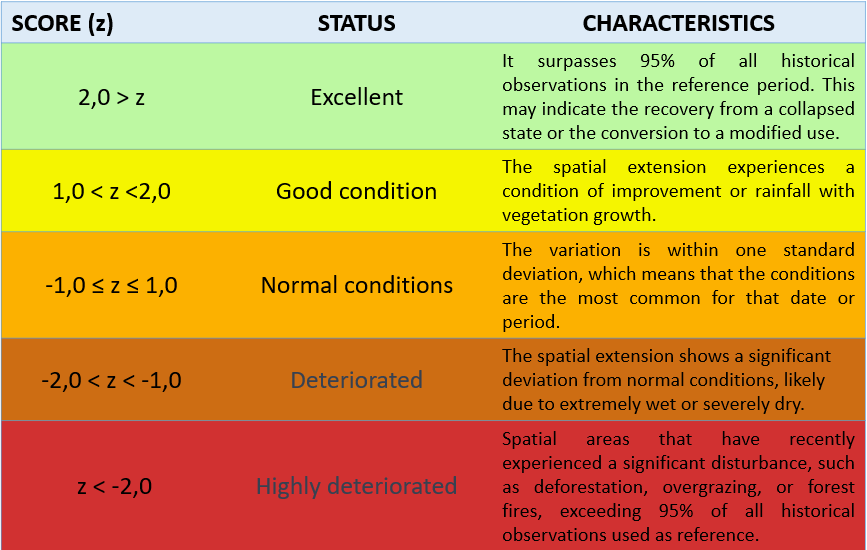 SCORE (z) STATUS CHARACTERISTICS
2,0 > z Excellent
It surpasses 95% of all historical
observations in the reference period. This
may indicate the recovery from a collapsed
state or the conversion to a modified use.
1,0 < z <2,0 Good condition
The spatial extension experiences a
condition of improvement or rainfall with
vegetation growth.
-1,0 ≤ z ≤ 1,0 Normal conditions
The variation is within one standard
deviation, which means that the conditions
are the most common for that date or
period.
-2,0 < z < -1,0 Deteriorated
The spatial extension shows a significant
deviation from normal conditions, likely
due to extremely wet or severely dry.
z < -2,0 Highly deteriorated
Spatial areas that have recently
experienced a significant disturbance, such
as deforestation, overgrazing, or forest
fires, exceeding 95% of all historical
observations used as reference.